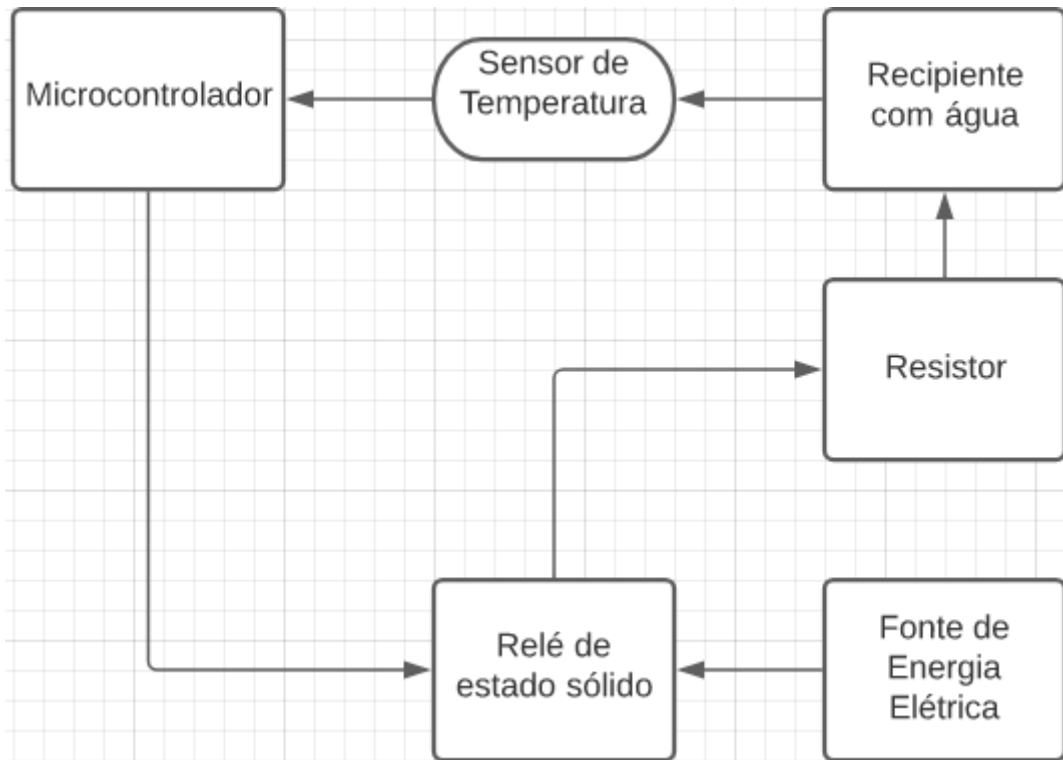 Microcontrolador
Sensor de
Temperatura
Recipiente
com água
Resistor
Relé de
estado sólido
Fonte de
Energia
Elétrica